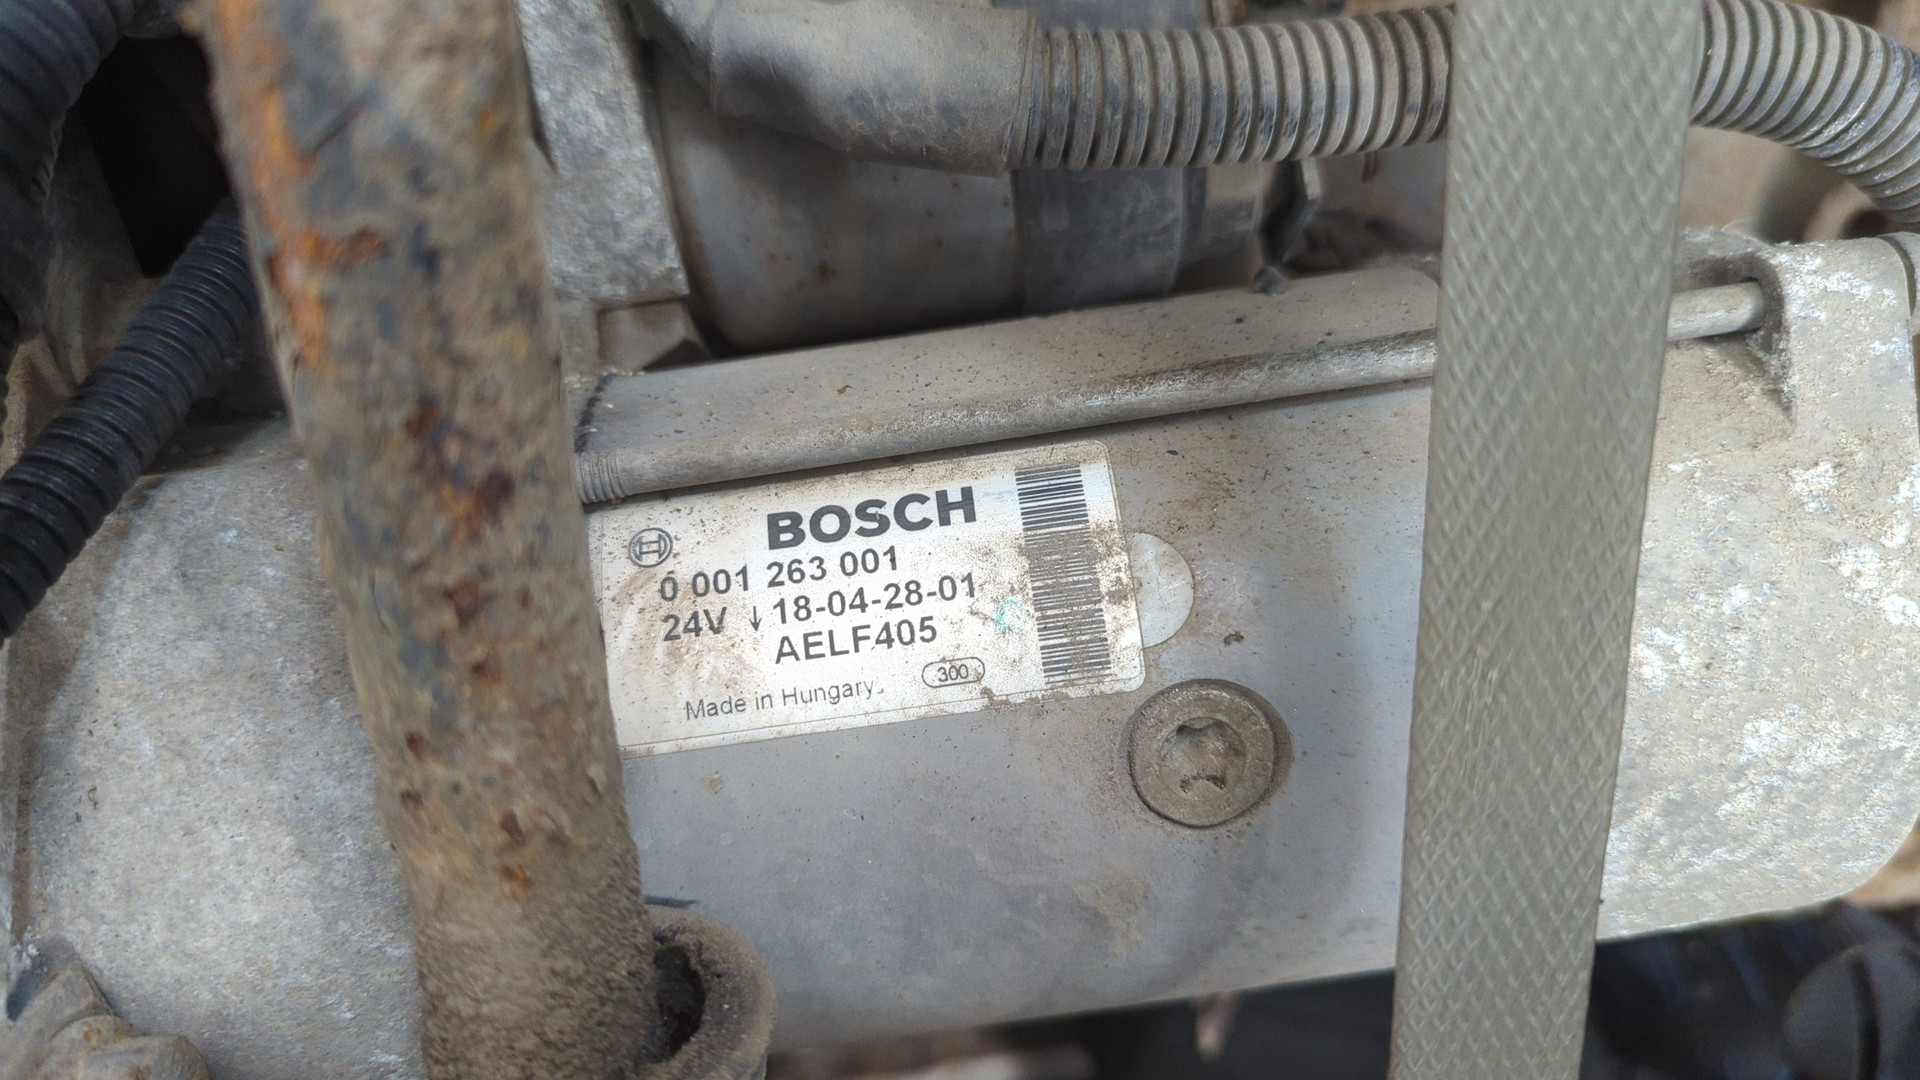 BOSCH
0 001 263 001
24V ↓ 18-04-28-01
AELF405
300
Made in Hungary